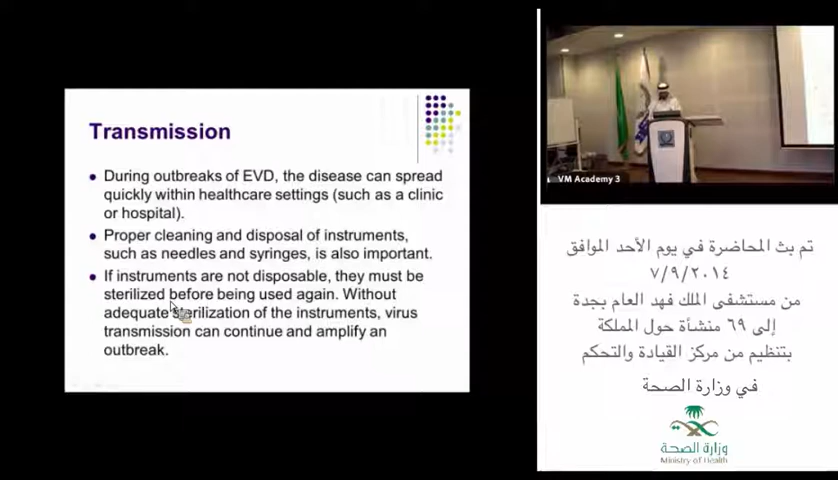 Transmission
During outbreaks of EVD, the disease can spread
quickly within healthcare settings (such as a clinic
or hospital).
Proper cleaning and disposal of instruments,
such as needles and syringes, is also important.
If instruments are not disposable, they must be
sterilized before being used again. Without
adequate sterilization of the instruments, virus
transmission can continue and amplify an
outbreak.
VM Academy 3
تم بث المحاضرة في يوم الأحد الموافق
٧/٩/٢٠١٤
من مستشفى الملك فهد العام بجدة
إلى ٦٩ منشأة حول المملكة
بتنظيم من مركز القيادة والتحكم
في وزارة الصحة
وزارة الصحة
Ministry of Health